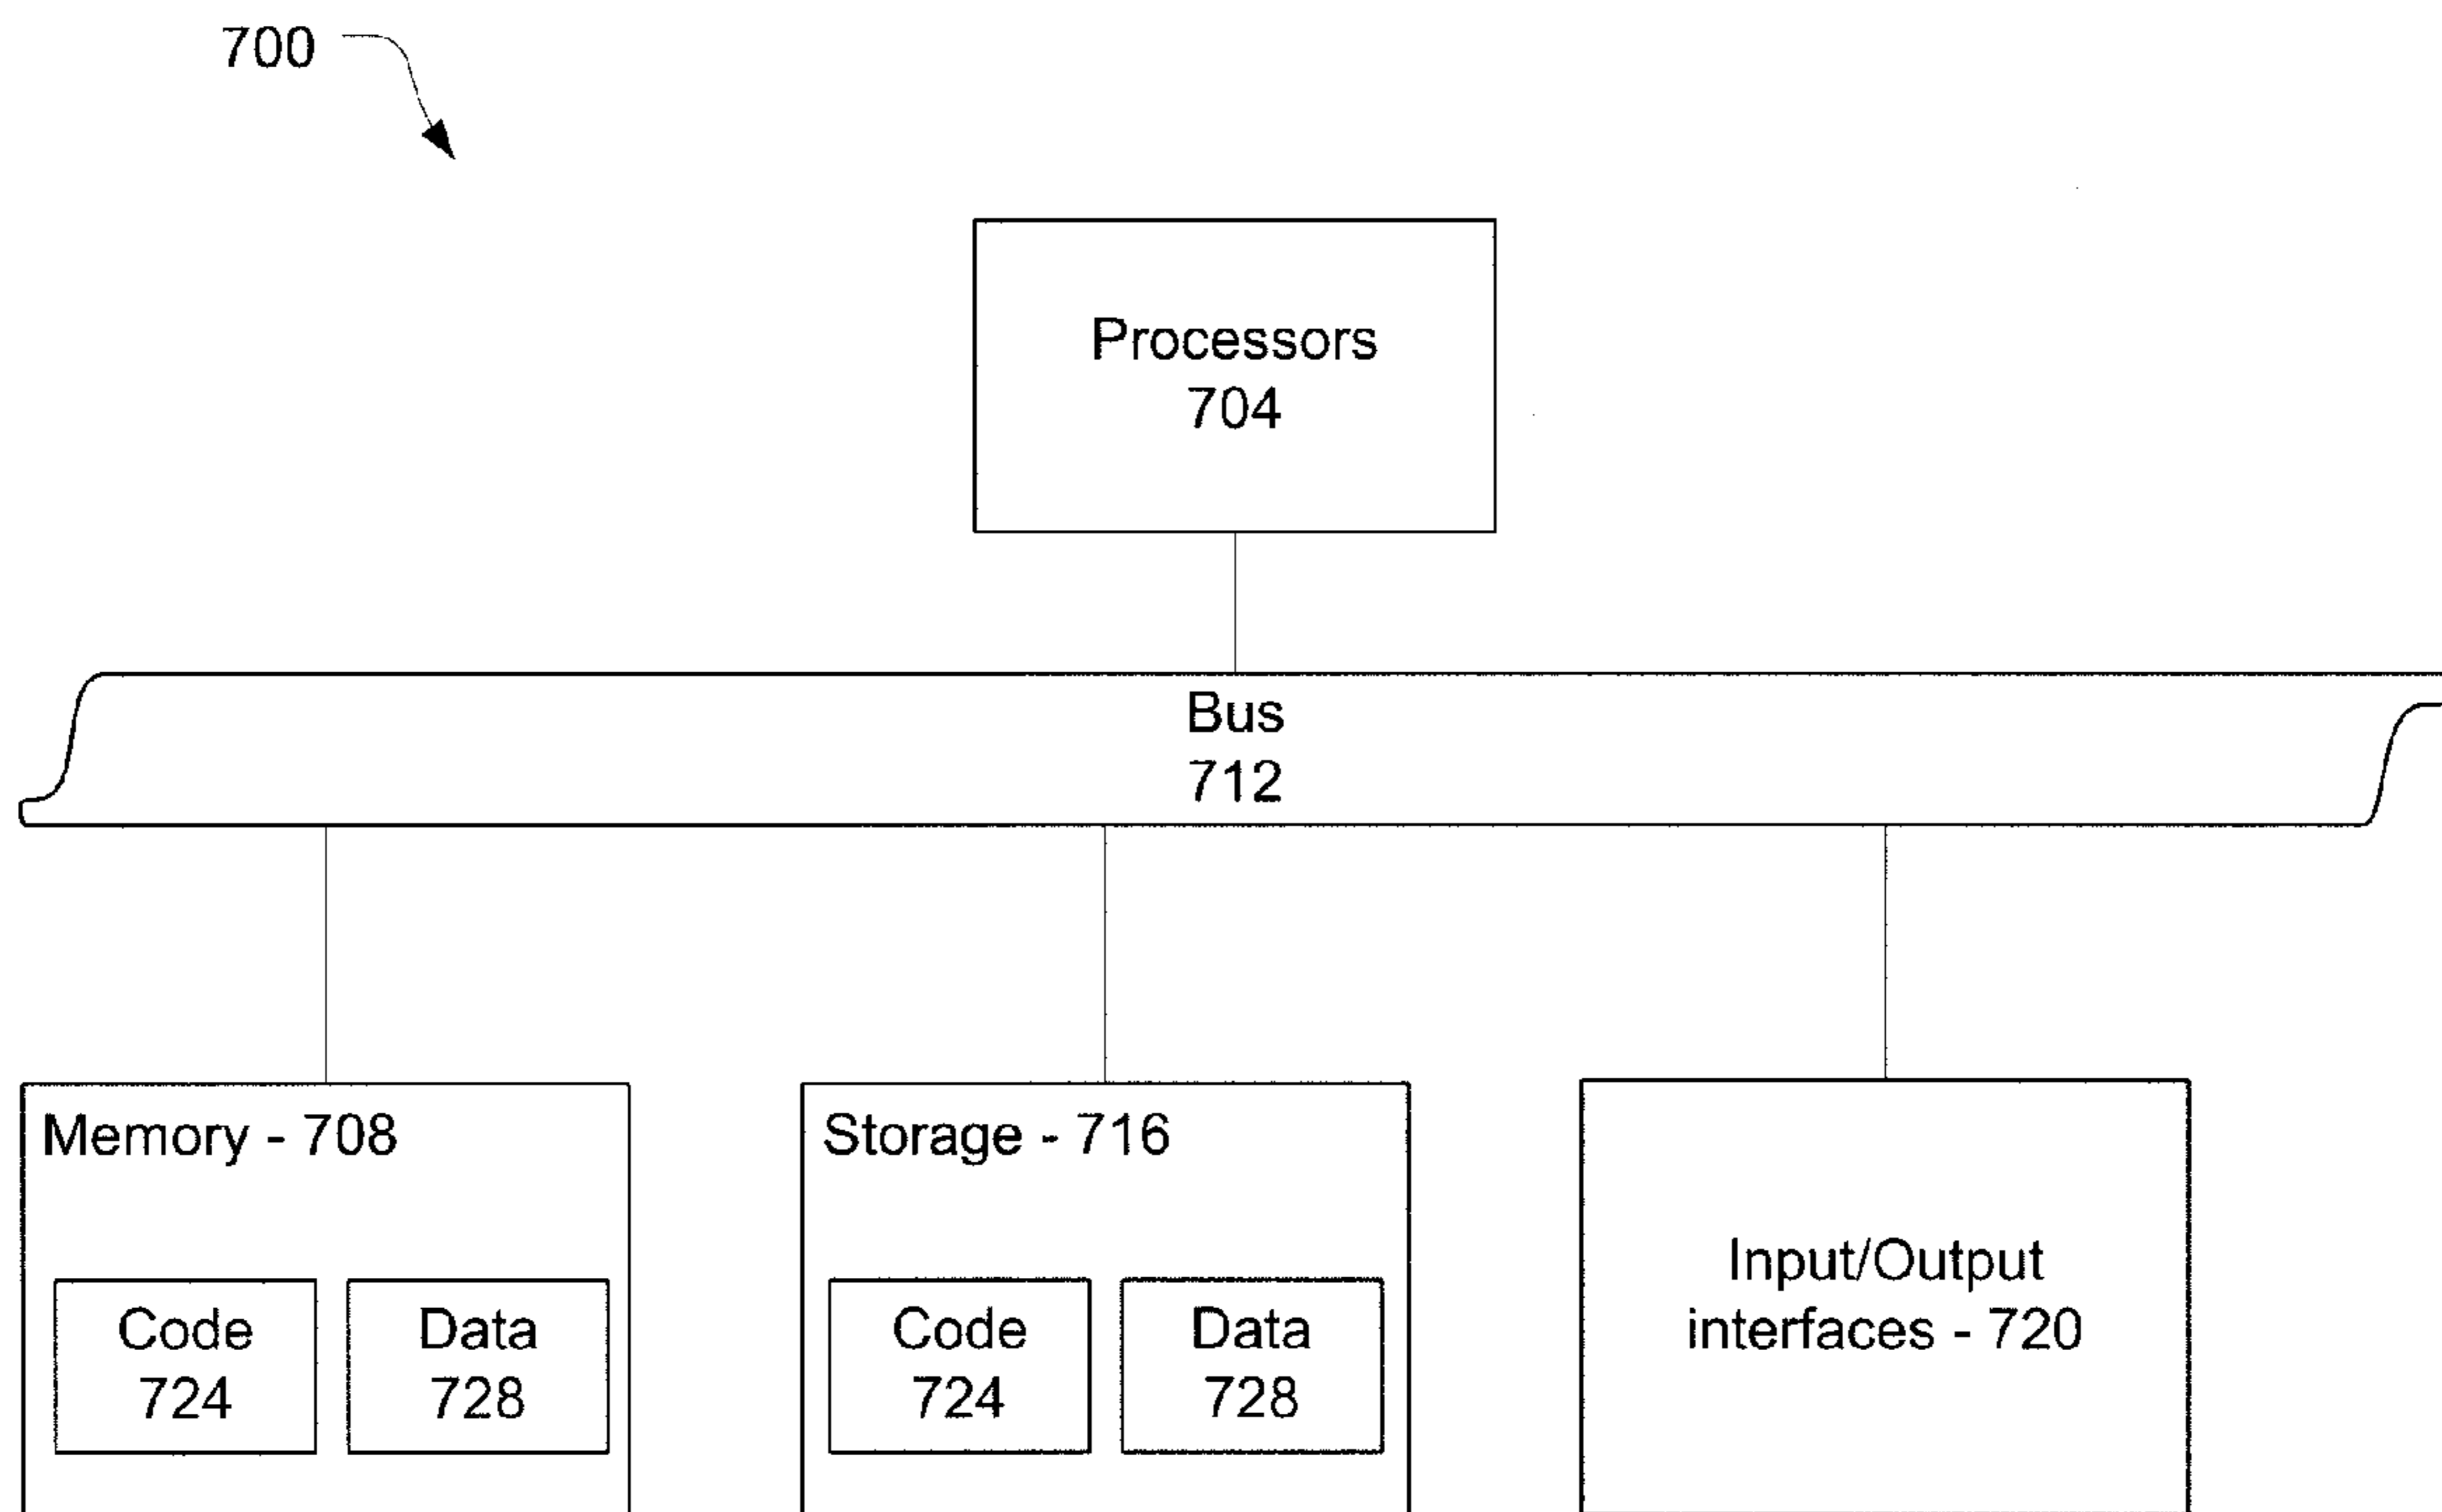 700
Processors
704
Bus
712
Memory - 708
Code
724
Data
728
Storage - 716
Code
724
Data
728
Input/Output
interfaces - 720